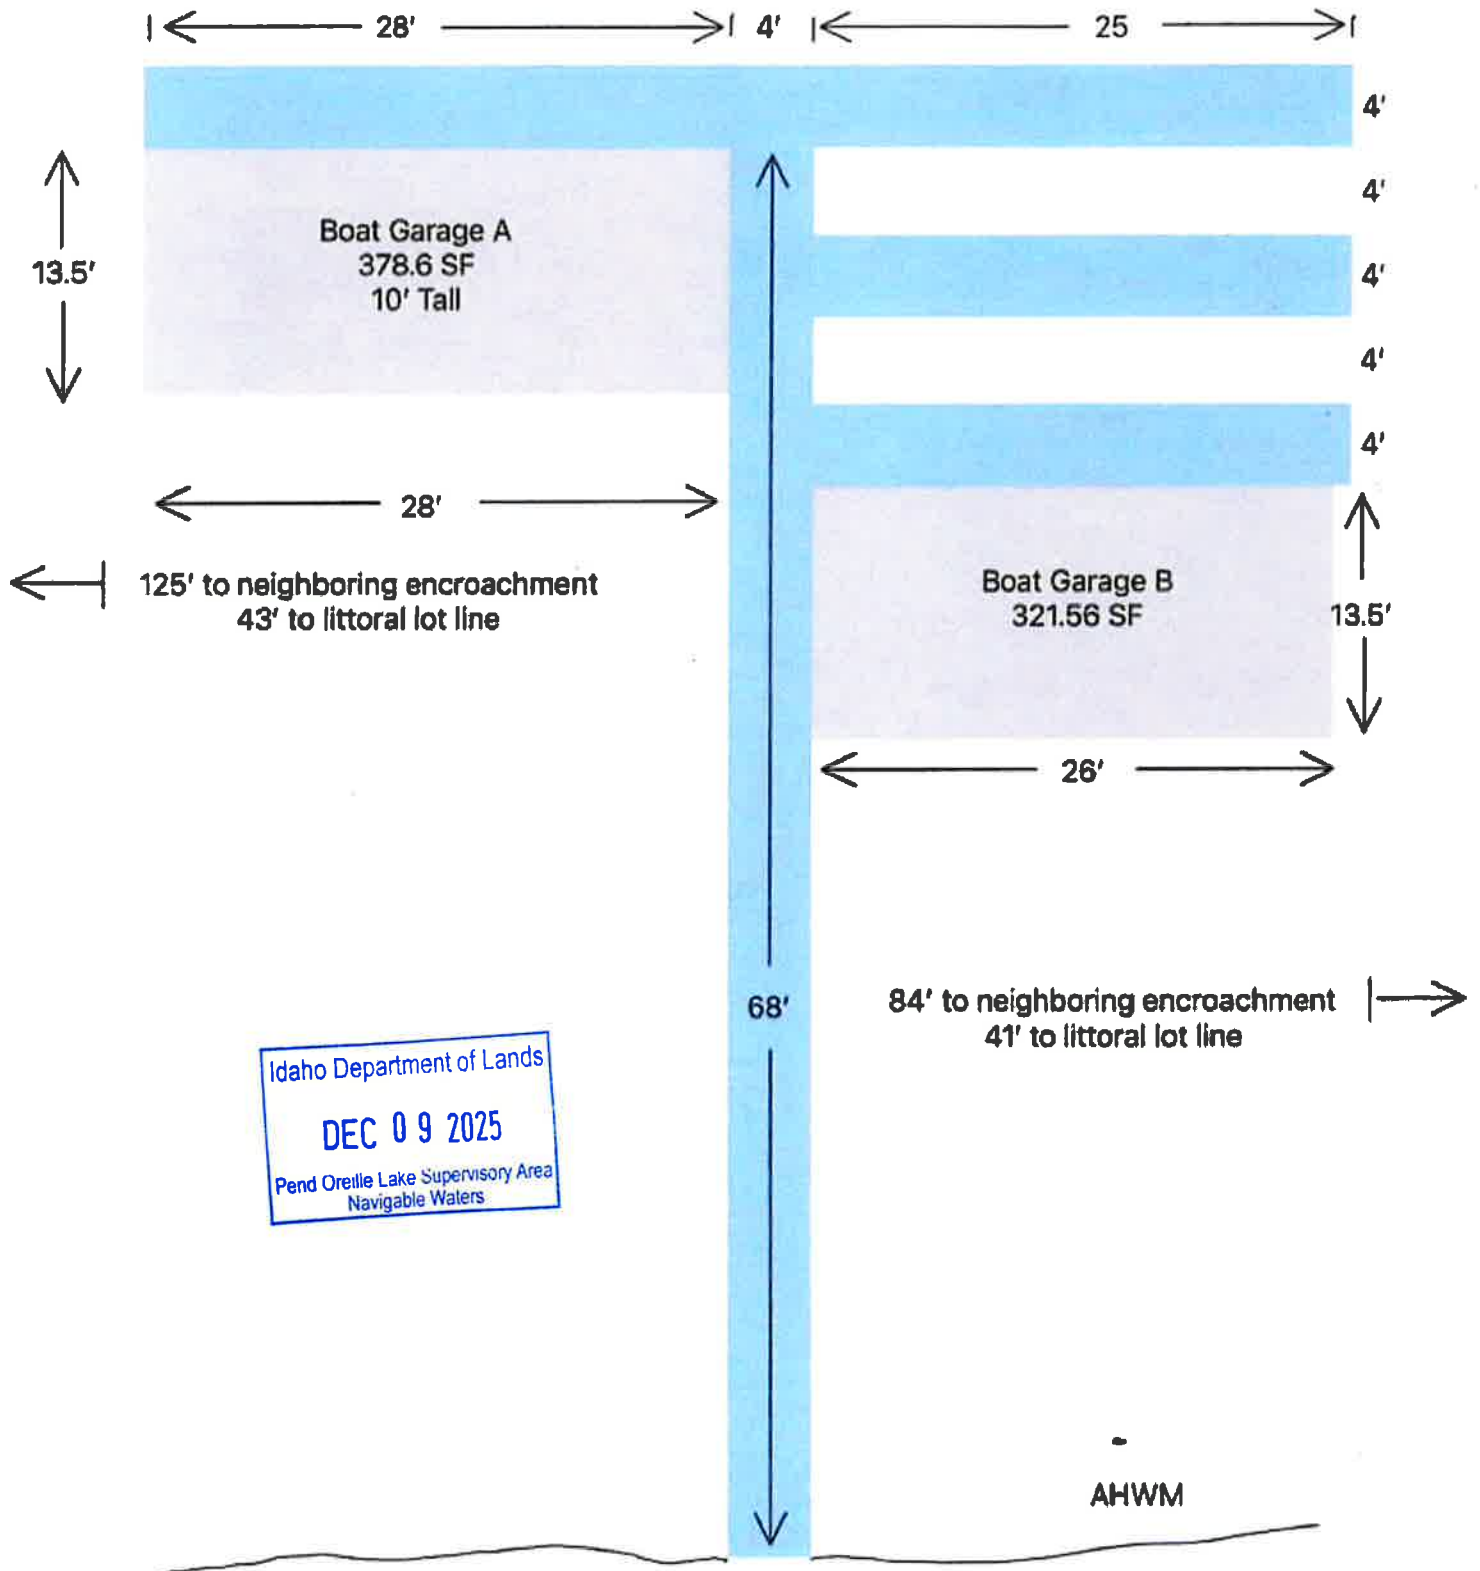 28'
4'
25
4'
4'
13.5'
Boat Garage A
378.6 SF
10' Tall
4'
4'
4'
28'
125' to neighboring encroachment
43' to littoral lot line
Boat Garage B
321.56 SF
13.5'
26'
68'
84' to neighboring encroachment
41' to littoral lot line
Idaho Department of Lands
DEC 09 2025
Pend Oreille Lake Supervisory Area
Navigable Waters
AHWM